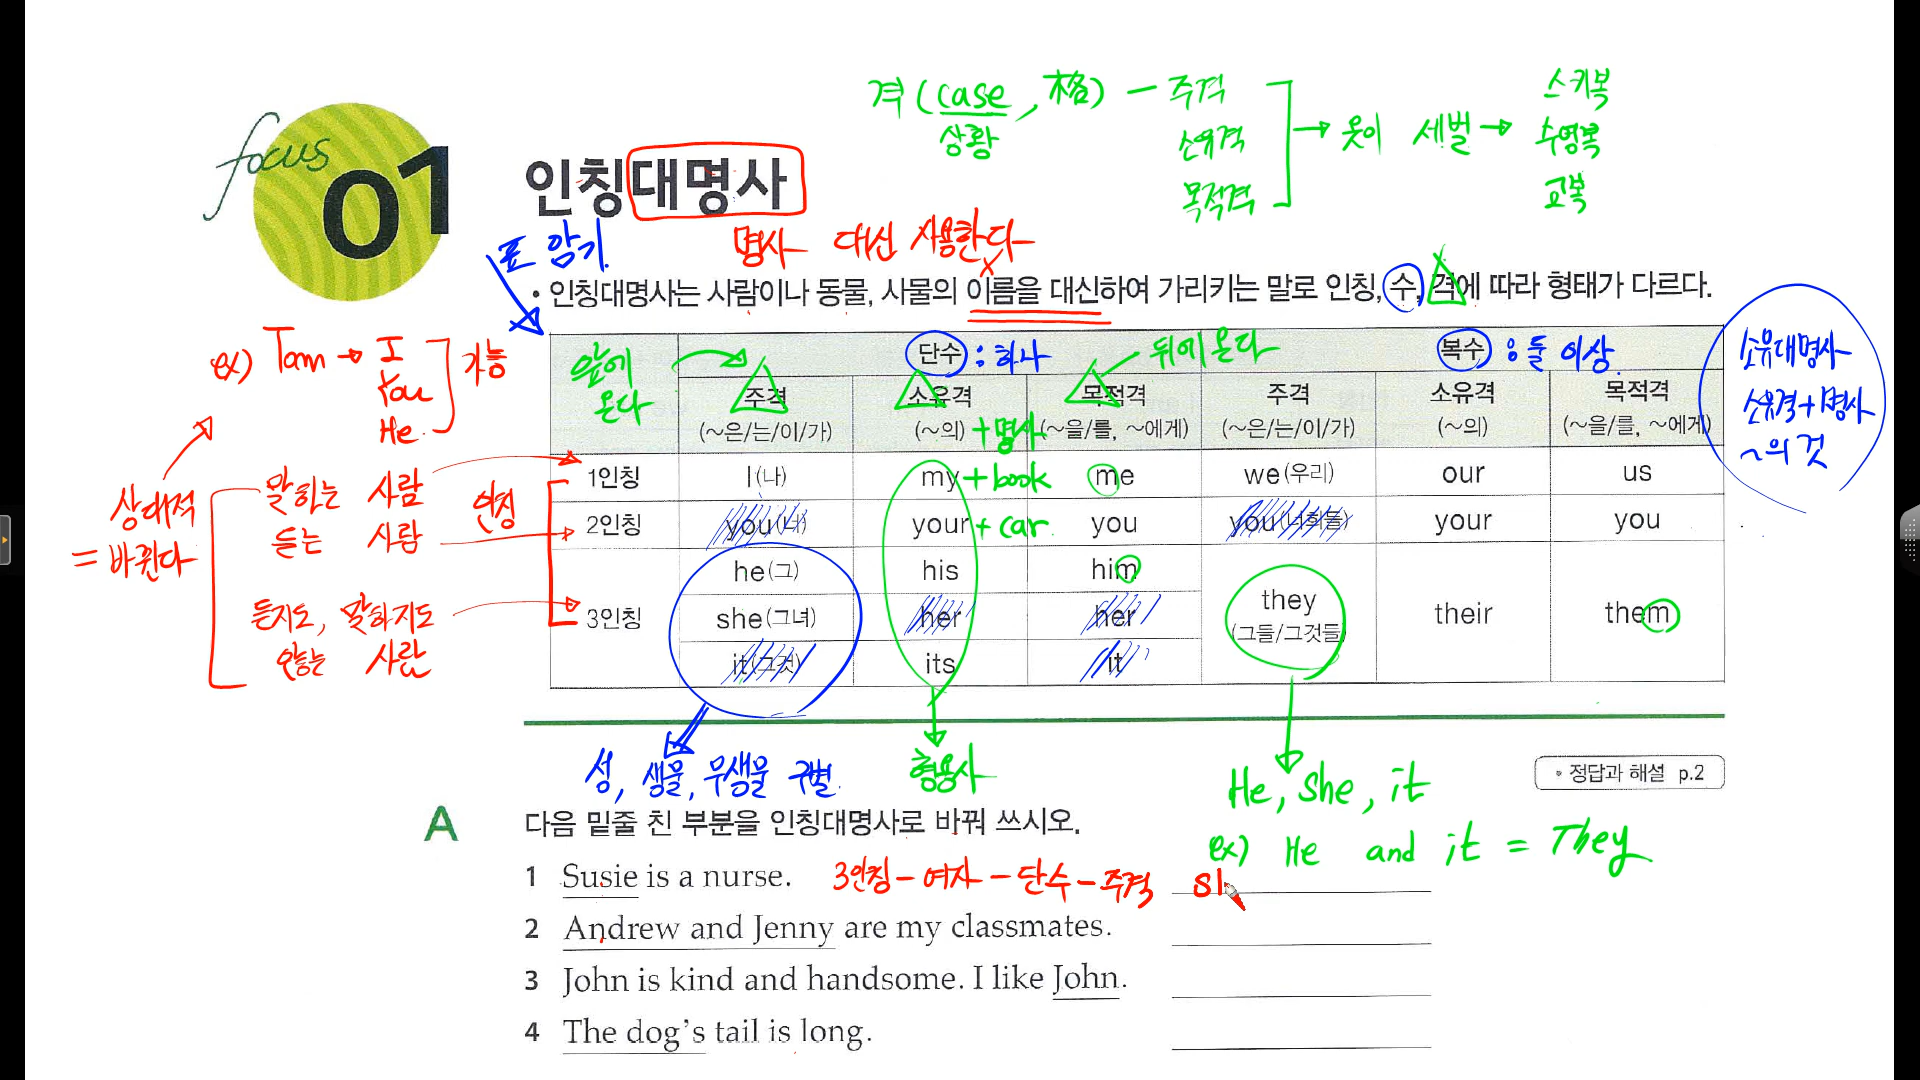 격 (case, 格) — 주격
상황
소유격
목적격
→ 옷이 세벌 →
스키복
수영복
교복
focus
01
인칭대명사
표 암기
명사 대신 사용한다
• 인칭대명사는 사람이나 동물, 사물의 이름을 대신하여 가리키는 말로 인칭, 수, 격에 따라 형태가 다르다.
ex) Tom → I
You
He
가능
상대적
= 바뀐다
말하는 사람
듣는 사람
듣지도, 말하지도
않는 사람
인칭
앞에
온다
단수 : 하나
뒤에 온다
복수 : 둘 이상
소유대명사
소유격+명사
~의 것
주격 소유격 목적격 주격 소유격 목적격
(~은/는/이/가) (~의) +명사 (~을/를, ~에게) (~은/는/이/가) (~의) (~을/를, ~에게)
1인칭 I(나) my +book me we(우리) our us
2인칭 you(너) your +car you you(너희들) your you
3인칭
he(그) his him
she(그녀) her her
it(그것) its it
they
(그들/그것들)
their them
성, 생물, 무생물 구별
형용사
He, She, it
ex) He and it = They
• 정답과 해설 p.2
A 다음 밑줄 친 부분을 인칭대명사로 바꿔 쓰시오.
1 Susie is a nurse. 3인칭 – 여자 – 단수 – 주격 Sh
2 Andrew and Jenny are my classmates.
3 John is kind and handsome. I like John.
4 The dog's tail is long.